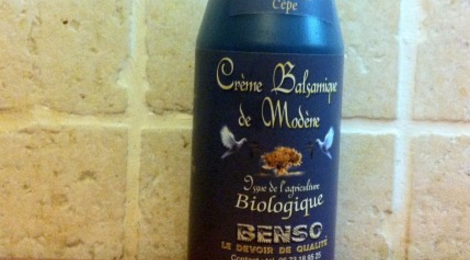 Cèpe
Crème Balsamique
de Modène
Issue de l'agriculture
Biologique
BENSO
LE DEVOIR DE QUALITÉ